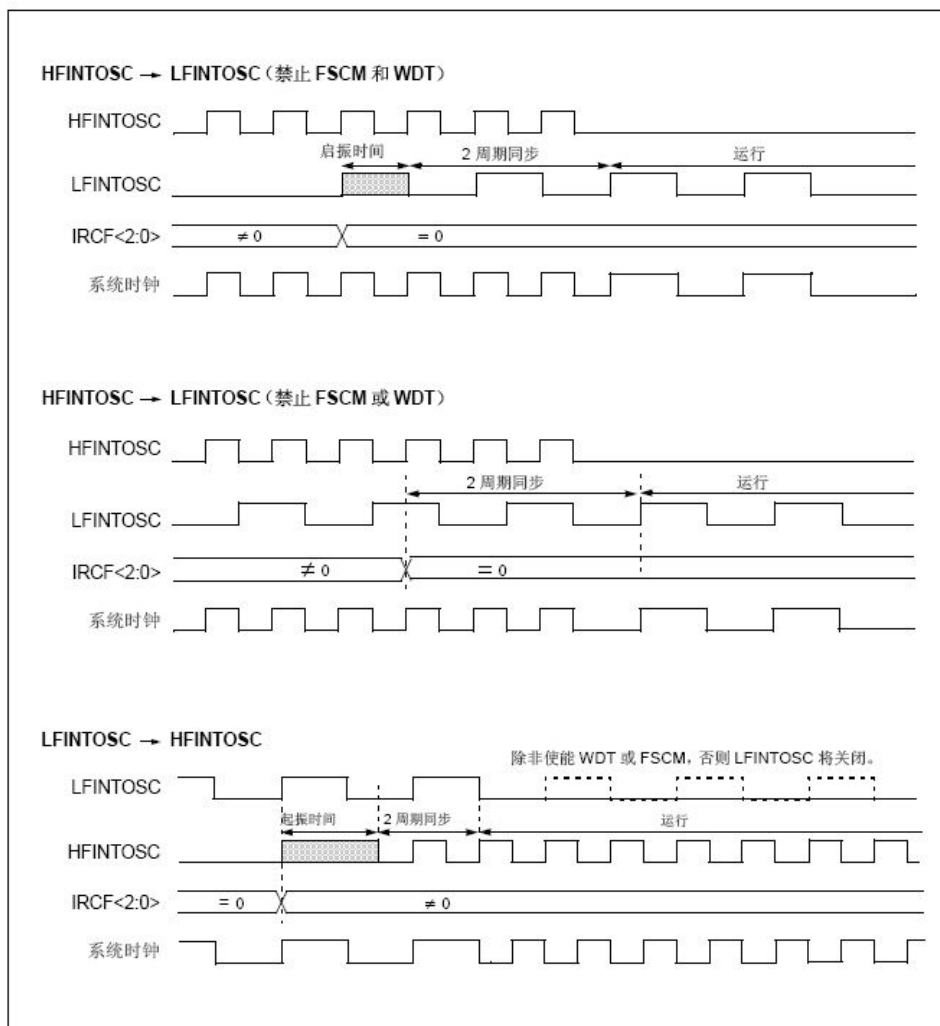 HFINTOSC → LFINTOSC（禁止 FSCM 和 WDT）
HFINTOSC
启振时间
2 周期同步
运行
LFINTOSC
IRCF<2:0>
≠ 0
= 0
系统时钟
HFINTOSC → LFINTOSC（禁止 FSCM 或 WDT）
HFINTOSC
2 周期同步
运行
LFINTOSC
IRCF<2:0>
≠ 0
= 0
系统时钟
LFINTOSC → HFINTOSC
除非使能 WDT 或 FSCM，否则 LFINTOSC 将关闭。
LFINTOSC
起振时间
2 周期同步
运行
HFINTOSC
IRCF<2:0>
= 0
≠ 0
系统时钟